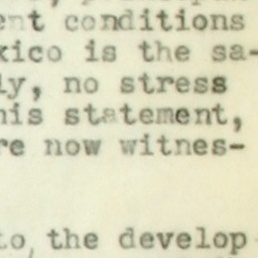 ent conditions
xico is the sa-
ly, no stress
his statement,
re now witnes-
to the develop-